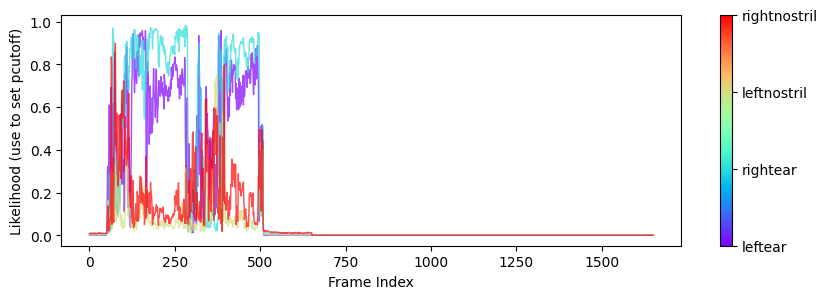 Likelihood (use to set pcutoff)
1.0
0.8
0.6
0.4
0.2
0.0
0
250
500
750
1000
1250
1500
Frame Index
rightnostril
leftnostril
rightear
leftear